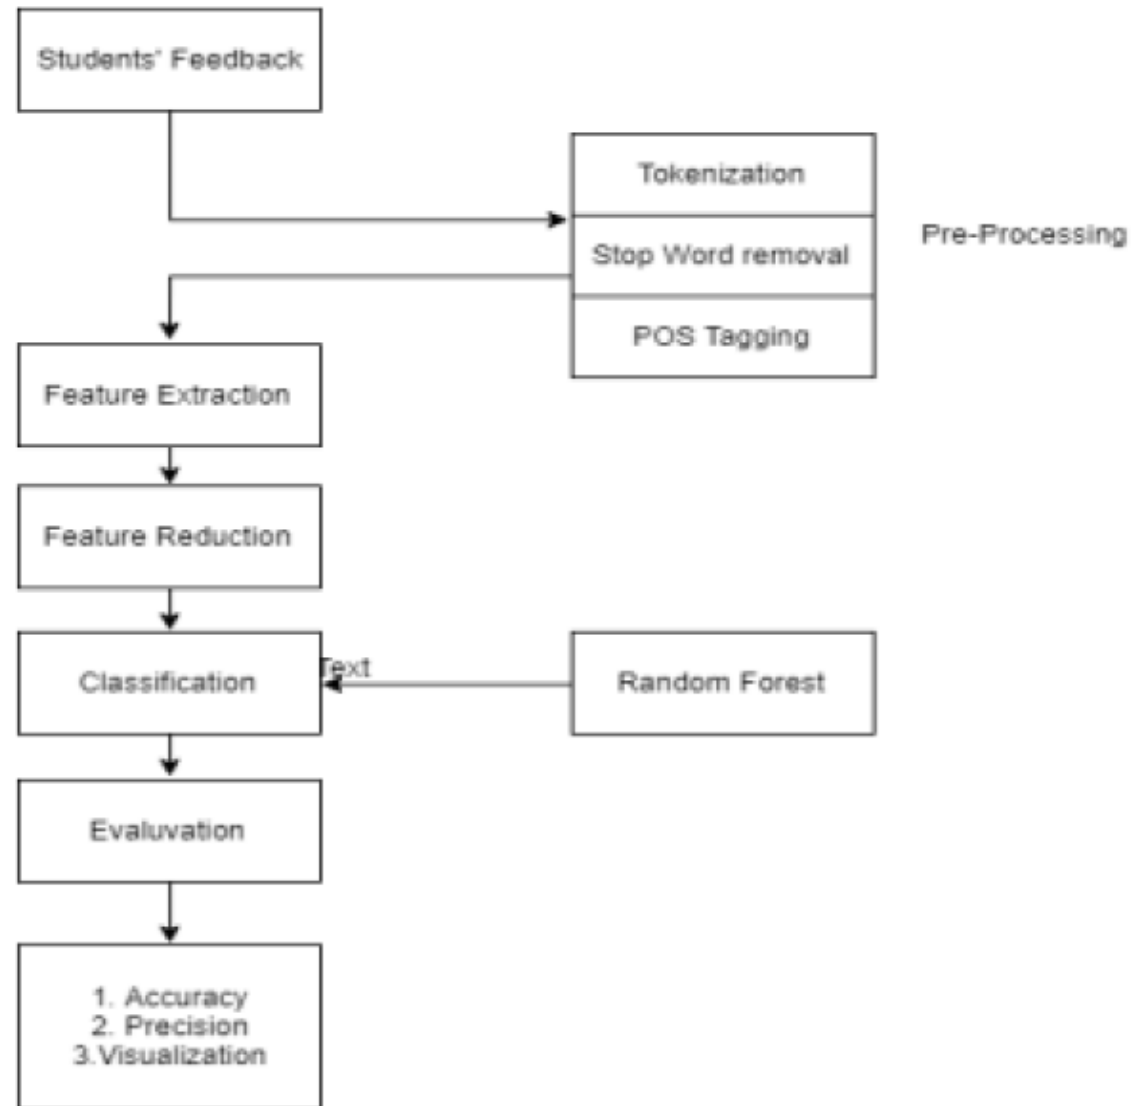 Students' Feedback
Tokenization
Stop Word removal
POS Tagging
Pre-Processing
Feature Extraction
Feature Reduction
Classification
Text
Random Forest
Evaluvation
1. Accuracy
2. Precision
3.Visualization